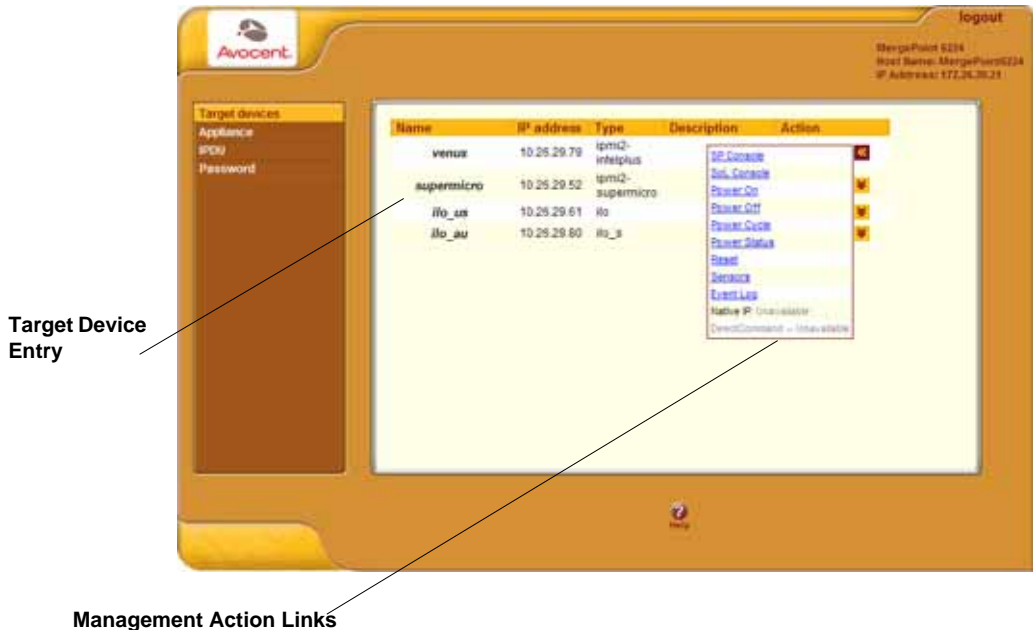 logout
Avocent.
MergePoint 5224
Host Name: MergePoint5224
IP Address: 172.26.30.21
Target devices
Appliance
IPDU
Password
Name IP address Type Description Action
venus 10.26.29.79 ipmi2-intelplus
supermicro 10.26.29.52 ipmi2-supermicro
ilo_us 10.26.29.61 ilo
ilo_au 10.26.29.80 ilo_s
SP Console
SoL Console
Power On
Power Off
Power Cycle
Power Status
Reset
Sensors
Event Log
Native IP: Unavailable
DirectCommand -- Unavailable
Target Device
Entry
Help
Management Action Links